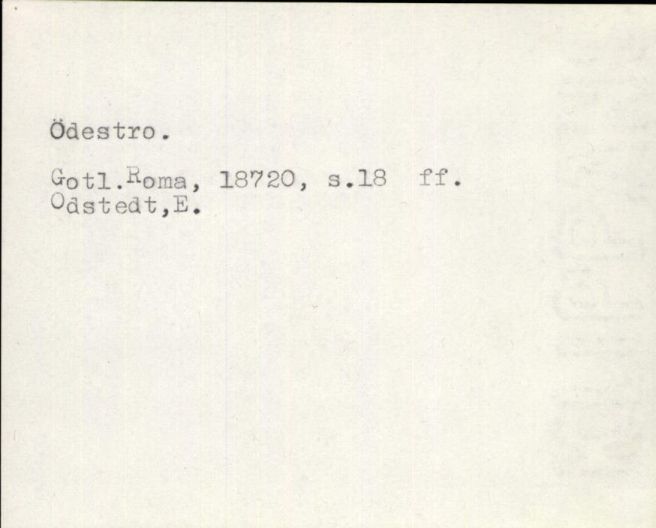 Ödestro.
Gotl.Roma, 18720, s.18 ff.
Odstedt,E.